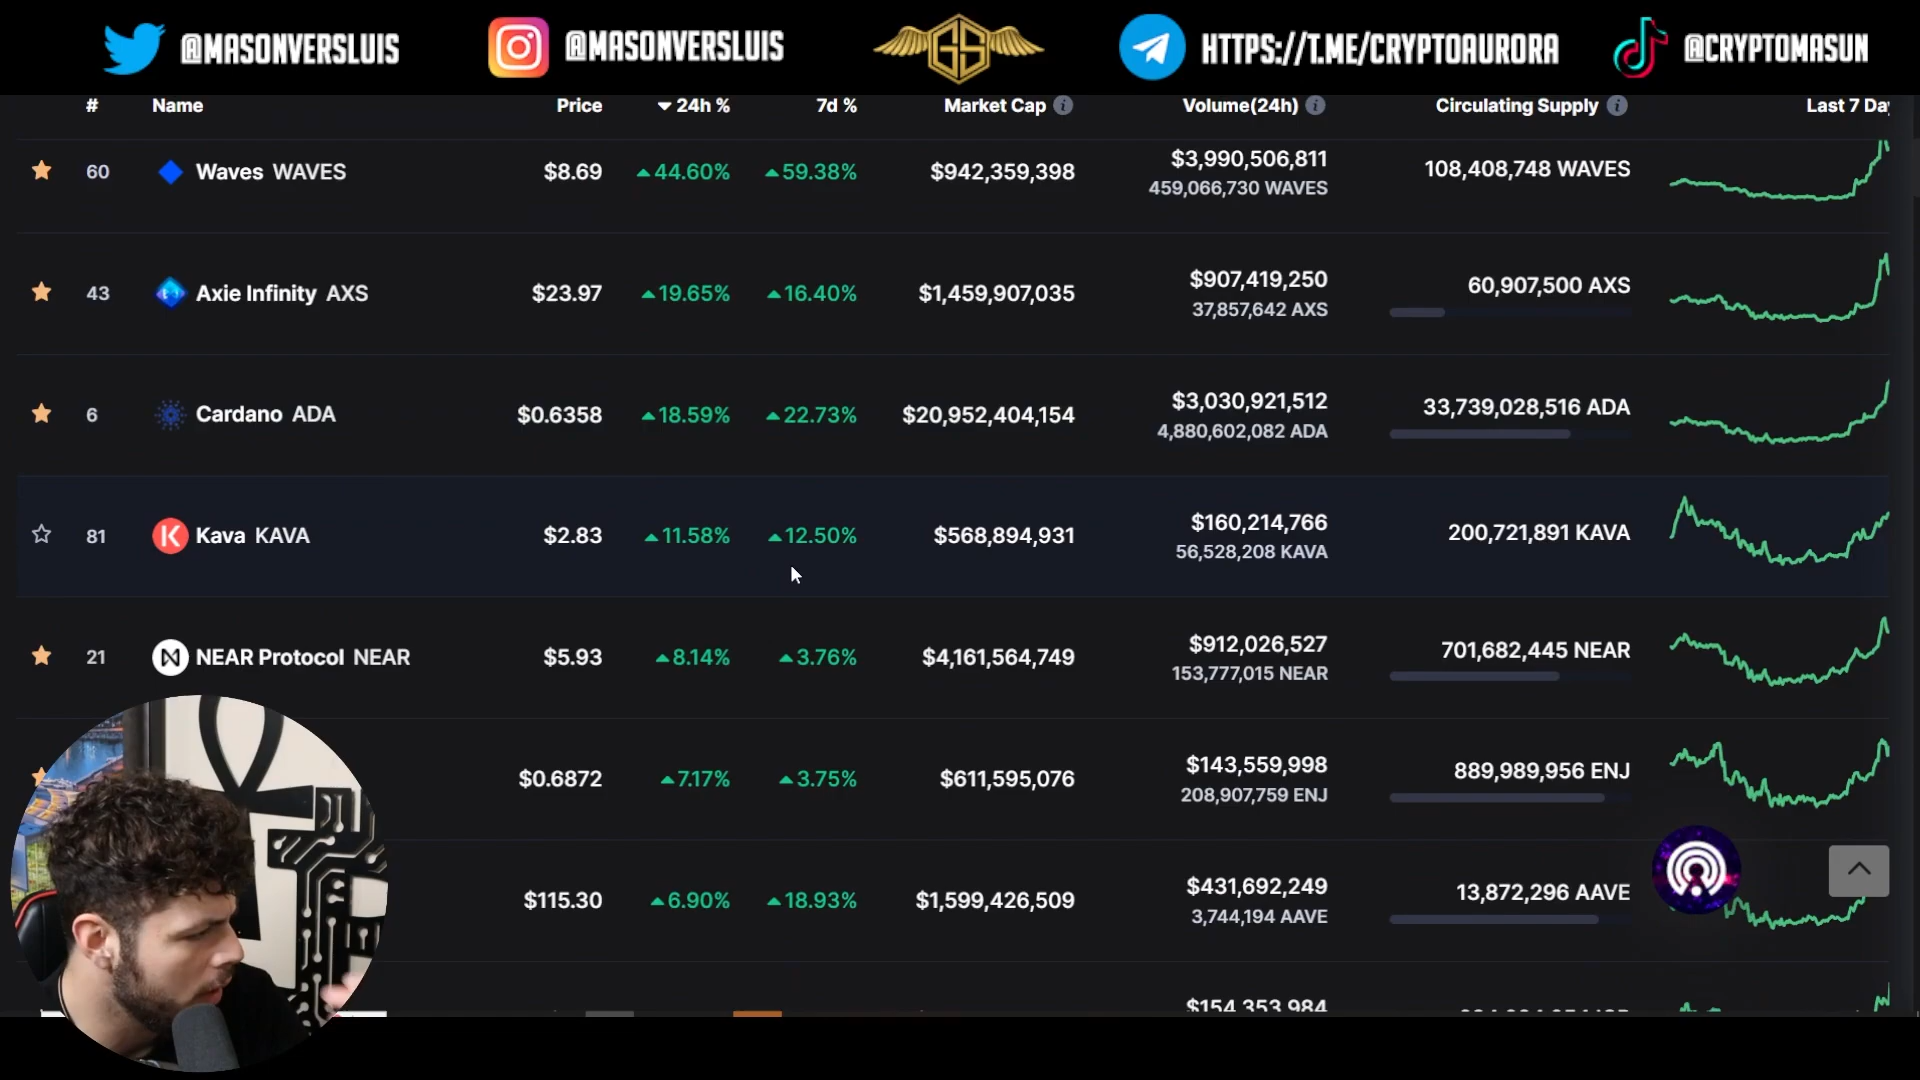 @MASONVERSLUIS @MASONVERSLUIS GS HTTPS://T.ME/CRYPTOAURORA @CRYPTOMASUN
# Name Price 24h % 7d % Market Cap Volume(24h) Circulating Supply Last 7 Day
60 Waves WAVES $8.69 44.60% 59.38% $942,359,398 $3,990,506,811 108,408,748 WAVES
459,066,730 WAVES
43 Axie Infinity AXS $23.97 19.65% 16.40% $1,459,907,035 $907,419,250 60,907,500 AXS
37,857,642 AXS
6 Cardano ADA $0.6358 18.59% 22.73% $20,952,404,154 $3,030,921,512 33,739,028,516 ADA
4,880,602,082 ADA
81 Kava KAVA $2.83 11.58% 12.50% $568,894,931 $160,214,766 200,721,891 KAVA
56,528,208 KAVA
21 NEAR Protocol NEAR $5.93 8.14% 3.76% $4,161,564,749 $912,026,527 701,682,445 NEAR
153,777,015 NEAR
$0.6872 7.17% 3.75% $611,595,076 $143,559,998 889,989,956 ENJ
208,907,759 ENJ
$115.30 6.90% 18.93% $1,599,426,509 $431,692,249 13,872,296 AAVE
3,744,194 AAVE
$154,353,984